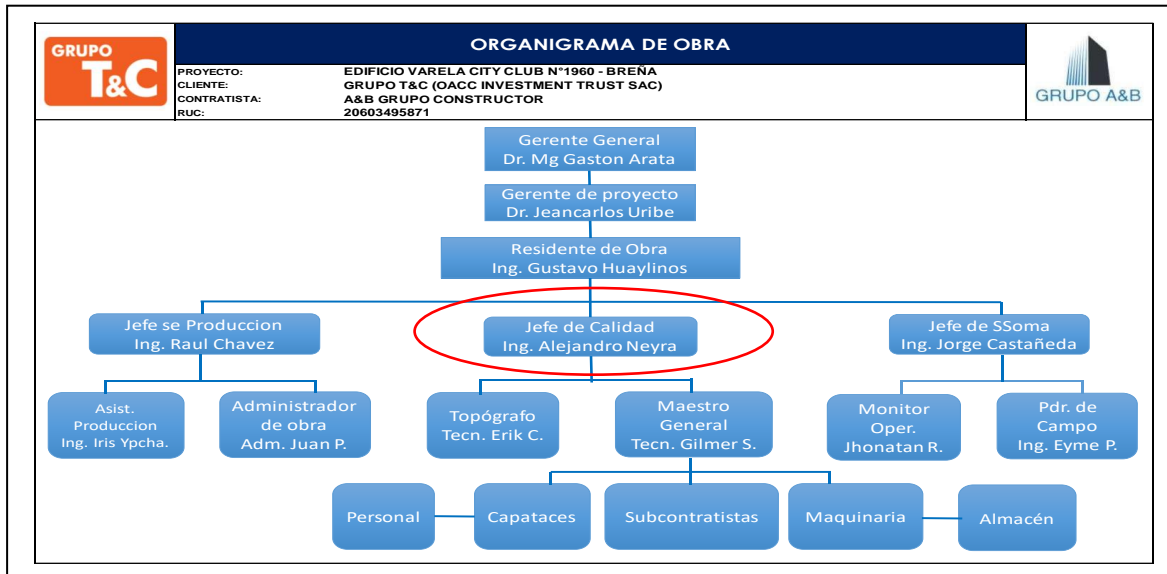 GRUPO
T&C
ORGANIGRAMA DE OBRA
PROYECTO: EDIFICIO VARELA CITY CLUB N°1960 - BREÑA
CLIENTE: GRUPO T&C (OACC INVESTMENT TRUST SAC)
CONTRATISTA: A&B GRUPO CONSTRUCTOR
RUC: 20603495871
GRUPO A&B
Gerente General
Dr. Mg Gaston Arata
Gerente de proyecto
Dr. Jeancarlos Uribe
Residente de Obra
Ing. Gustavo Huaylinos
Jefe se Produccion
Ing. Raul Chavez
Jefe de Calidad
Ing. Alejandro Neyra
Jefe de SSoma
Ing. Jorge Castañeda
Asist.
Produccion
Ing. Iris Ypcha.
Administrador
de obra
Adm. Juan P.
Topógrafo
Tecn. Erik C.
Maestro
General
Tecn. Gilmer S.
Monitor
Oper.
Jhonatan R.
Pdr. de
Campo
Ing. Eyme P.
Personal
Capataces
Subcontratistas
Maquinaria
Almacén